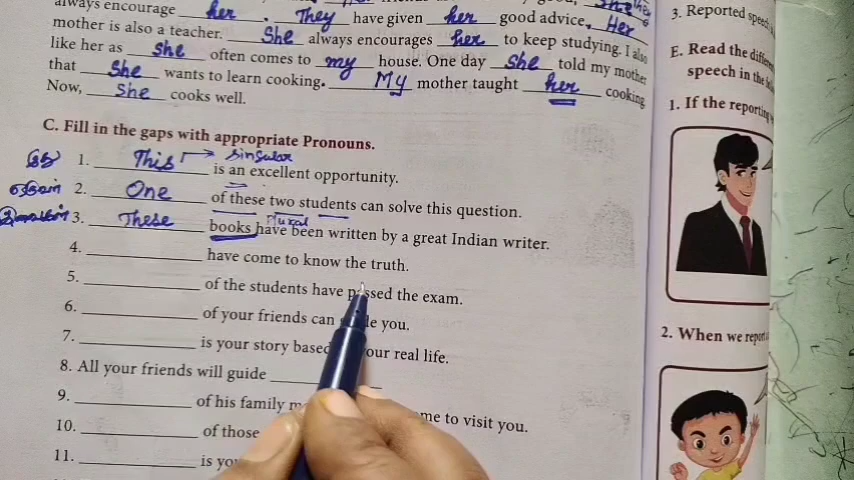 always encourage her. They have given her good advice. Her
mother is also a teacher. She always encourages her to keep studying. I also
like her as she often comes to my house. One day she told my mother
that She wants to learn cooking. My mother taught her cooking
Now, she cooks well.
C. Fill in the gaps with appropriate Pronouns.
singular
1. This is an excellent opportunity.
2. One of these two students can solve this question.
Plural
3. These books have been written by a great Indian writer.
4. have come to know the truth.
5. of the students have passed the exam.
6. of your friends can you.
7. is your story based our real life.
8. All your friends will guide
9. of his family me to visit you.
10. of those
11. is
3. Reported speech
E. Read the
speech in the
1. If the reporting
2. When we